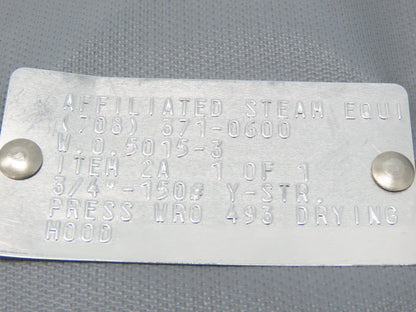 AFFILIATED STEAM EQUI
(708) 371-0600
W.O.5015-3
ITEM 2A 1 OF 1
3/4"-150# Y-STR.
PRESS WRO 493 DRYING
HOOD